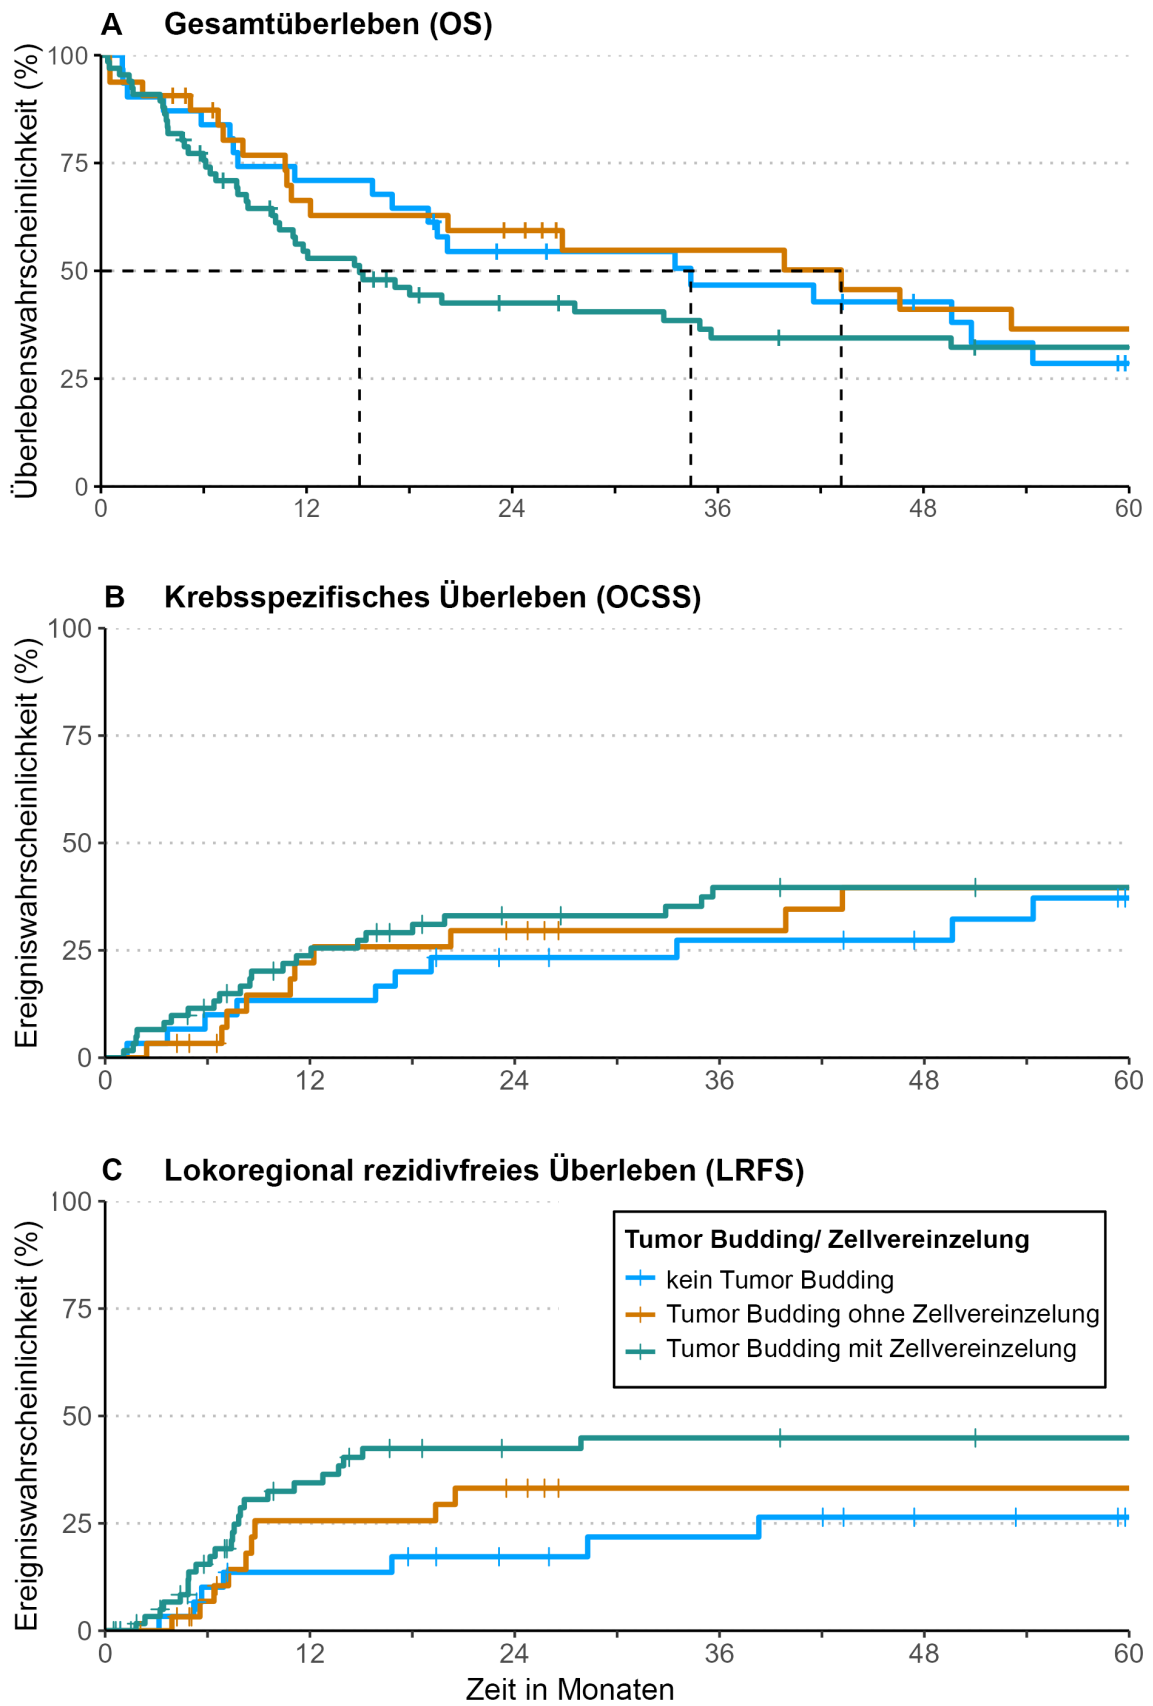 A Gesamtüberleben (OS)
Überlebenswahrscheinlichkeit (%)
100
75
50
25
0
0 12 24 36 48 60
B Krebsspezifisches Überleben (OCSS)
Ereigniswahrscheinlichkeit (%)
100
75
50
25
0
0 12 24 36 48 60
C Lokoregional rezidivfreies Überleben (LRFS)
Ereigniswahrscheinlichkeit (%)
100
75
50
25
0
Tumor Budding/ Zellvereinzelung
kein Tumor Budding
Tumor Budding ohne Zellvereinzelung
Tumor Budding mit Zellvereinzelung
0 12 24 36 48 60
Zeit in Monaten